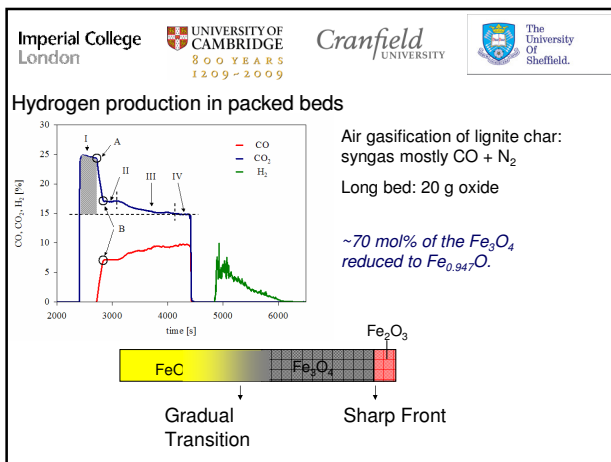 Imperial College
London
UNIVERSITY OF
CAMBRIDGE
800 YEARS
1209~2009
Cranfield
UNIVERSITY
The
University
Of
Sheffield.
Hydrogen production in packed beds
CO, CO2, H2 [%]
30
25
20
15
10
5
0
I
A
II
III
IV
B
CO
CO2
H2
2000 3000 4000 5000 6000
time [s]
Air gasification of lignite char:
syngas mostly CO + N2
Long bed: 20 g oxide
~70 mol% of the Fe3O4
reduced to Fe0.947O.
Fe2O3
FeC
Fe3O4
Gradual
Transition
Sharp Front